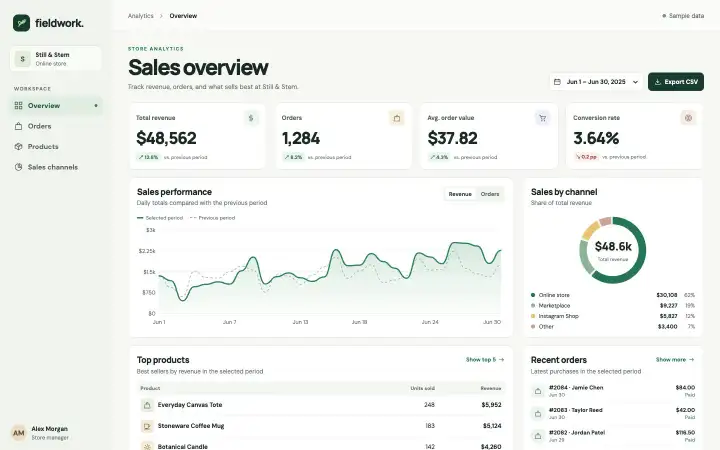 fieldwork.
S
Still & Stem
Online store
WORKSPACE
Overview
Orders
Products
Sales channels
AM
Alex Morgan
Store manager
Analytics > Overview
Sample data
STORE ANALYTICS
Sales overview
Track revenue, orders, and what sells best at Still & Stem.
Jun 1 – Jun 30, 2025
Export CSV
Total revenue
$
$48,562
↗ 12.6% vs. previous period
Orders
1,284
↗ 8.2% vs. previous period
Avg. order value
$37.82
↗ 4.3% vs. previous period
Conversion rate
3.64%
↘ 0.2 pp vs. previous period
Sales performance
Daily totals compared with the previous period
Revenue Orders
Selected period Previous period
$3k
$2.25k
$1.5k
$750
$0
Jun 1 Jun 7 Jun 13 Jun 18 Jun 24 Jun 30
Sales by channel
Share of total revenue
$48.6k
Total revenue
Online store $30,108 62%
Marketplace $9,227 19%
Instagram Shop $5,827 12%
Other $3,400 7%
Top products
Show top 5 →
Best sellers by revenue in the selected period
Product Units sold Revenue
Everyday Canvas Tote 248 $5,952
Stoneware Coffee Mug 183 $5,124
Botanical Candle 142 $4,260
Recent orders
Show more →
Latest purchases in the selected period
#2084 · Jamie Chen $84.00
Jun 30 Paid
#2083 · Taylor Reed $42.00
Jun 30 Paid
#2082 · Jordan Patel $116.50
Jun 29 Paid